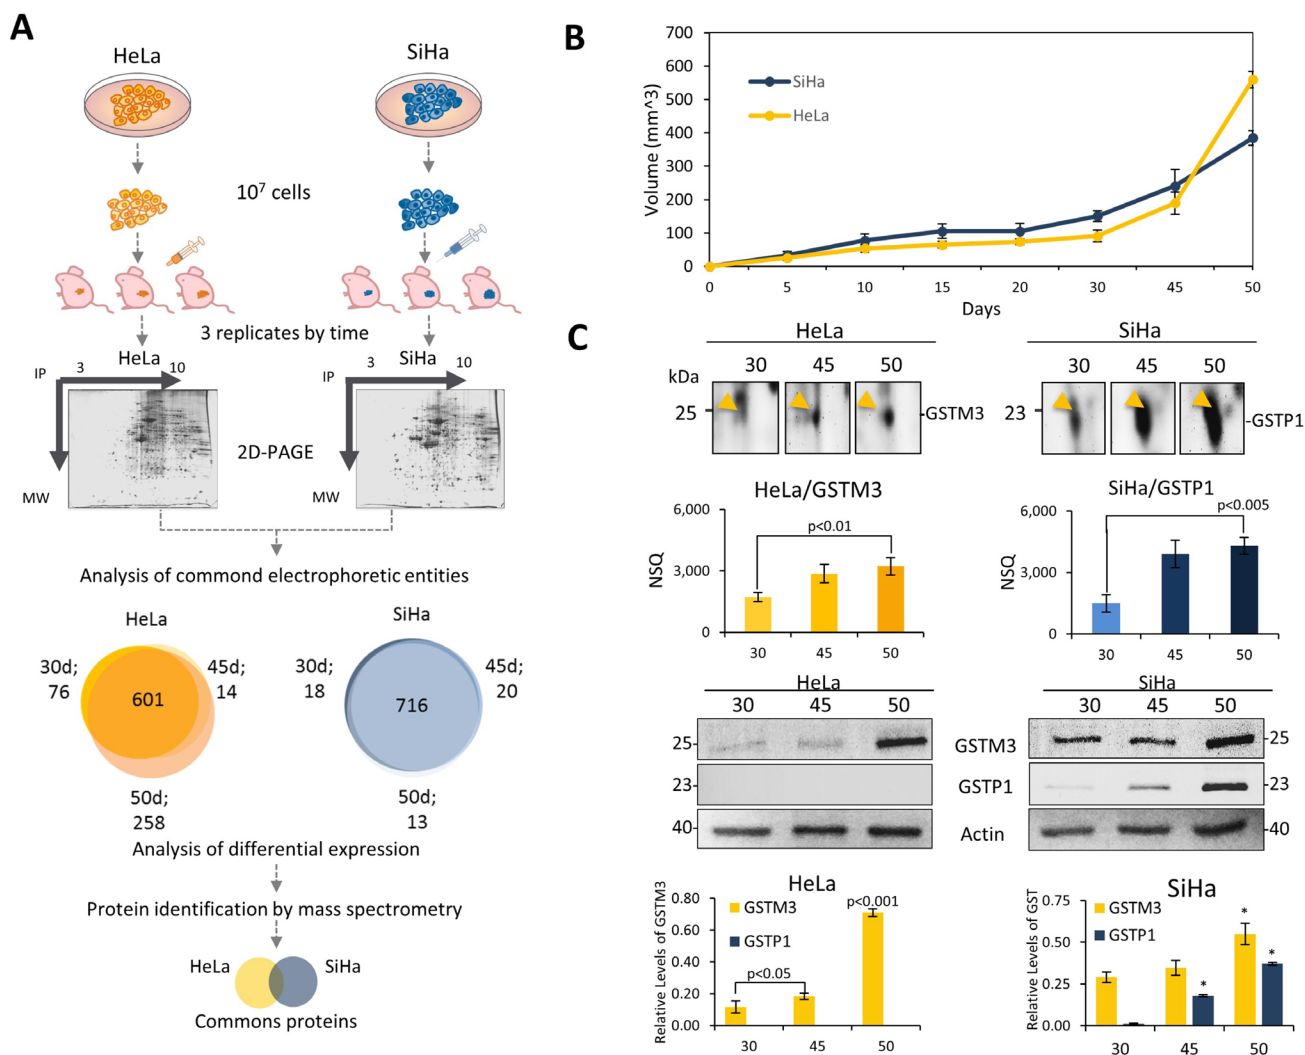 A
HeLa
SiHa
10^7 cells
3 replicates by time
HeLa
SiHa
IP
3
10
IP
3
10
2D-PAGE
MW
MW
Analysis of commond electrophoretic entities
HeLa
SiHa
30d;
76
601
45d;
14
50d;
258
30d;
18
716
45d;
20
50d;
13
Analysis of differential expression
Protein identification by mass spectrometry
HeLa
SiHa
Commons proteins
B
Volume (mm^3)
700
600
500
400
300
200
100
0
SiHa
HeLa
0 5 10 15 20 30 45 50
Days
C
HeLa
30 45 50
kDa
25
-GSTM3
SiHa
30 45 50
23
-GSTP1
HeLa/GSTM3
NSQ
6,000
3,000
0
p<0.01
30 45 50
SiHa/GSTP1
NSQ
6,000
3,000
0
p<0.005
30 45 50
HeLa
30 45 50
SiHa
30 45 50
25-
GSTM3
-25
23-
GSTP1
-23
40-
Actin
-40
HeLa
Relative Levels of GSTM3
0.80
0.60
0.40
0.20
0.00
GSTM3
GSTP1
p<0.05
p<0.001
30 45 50
SiHa
Relative Levels of GST
0.75
0.50
0.25
0.00
GSTM3
GSTP1
*
*
*
30 45 50